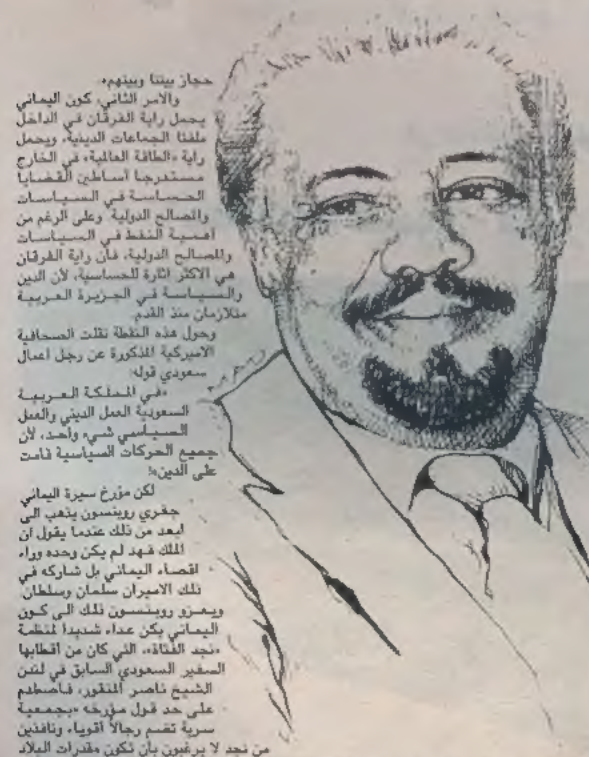 حجاز بيننا وبينهم».
والامر الثاني، كون اليماني
يحمل راية الفرقان في الداخل
ملفتا الجماعات الدينية، ويحمل
راية «الطاقة العالمية» في الخارج
مستدرجا أساطين القضايا
الحساسة في السياسات
والمصالح الدولية. وعلى الرغم من
اهمية النفط في السياسات
والمصالح الدولية، فان راية الفرقان
هي الاكثر اثارة للحساسية، لأن الدين
والسياسة في الجزيرة العربية
متلازمان منذ القدم.
وحول هذه النقطة نقلت الصحافية
الاميركية المذكورة عن رجل اعمال
سعودي قوله:
«في المملكة العربية
السعودية العمل الديني والعمل
السياسي شيء واحد، لأن
جميع الحركات السياسية قامت
على الدين»!
لكن مؤرخ سيرة اليماني
جفري روبنسون يذهب الى
ابعد من ذلك عندما يقول ان
الملك فهد لم يكن وحده وراء
اقصاء اليماني بل شاركه في
ذلك الاميران سلمان وسلطان.
ويعزو روبنسون ذلك الى كون
اليماني يكن عداء شديدا لمنظمة
«نجد الفتاة»، التي كان من أقطابها
السفير السعودي السابق في لندن
الشيخ ناصر المنقور، فاصطدم
على حد قول مؤرخه «بجمعية
سرية تضم رجالاً أقوياء ونافذين
من نجد لا يرغبون بأن تكون مقدرات البلاد